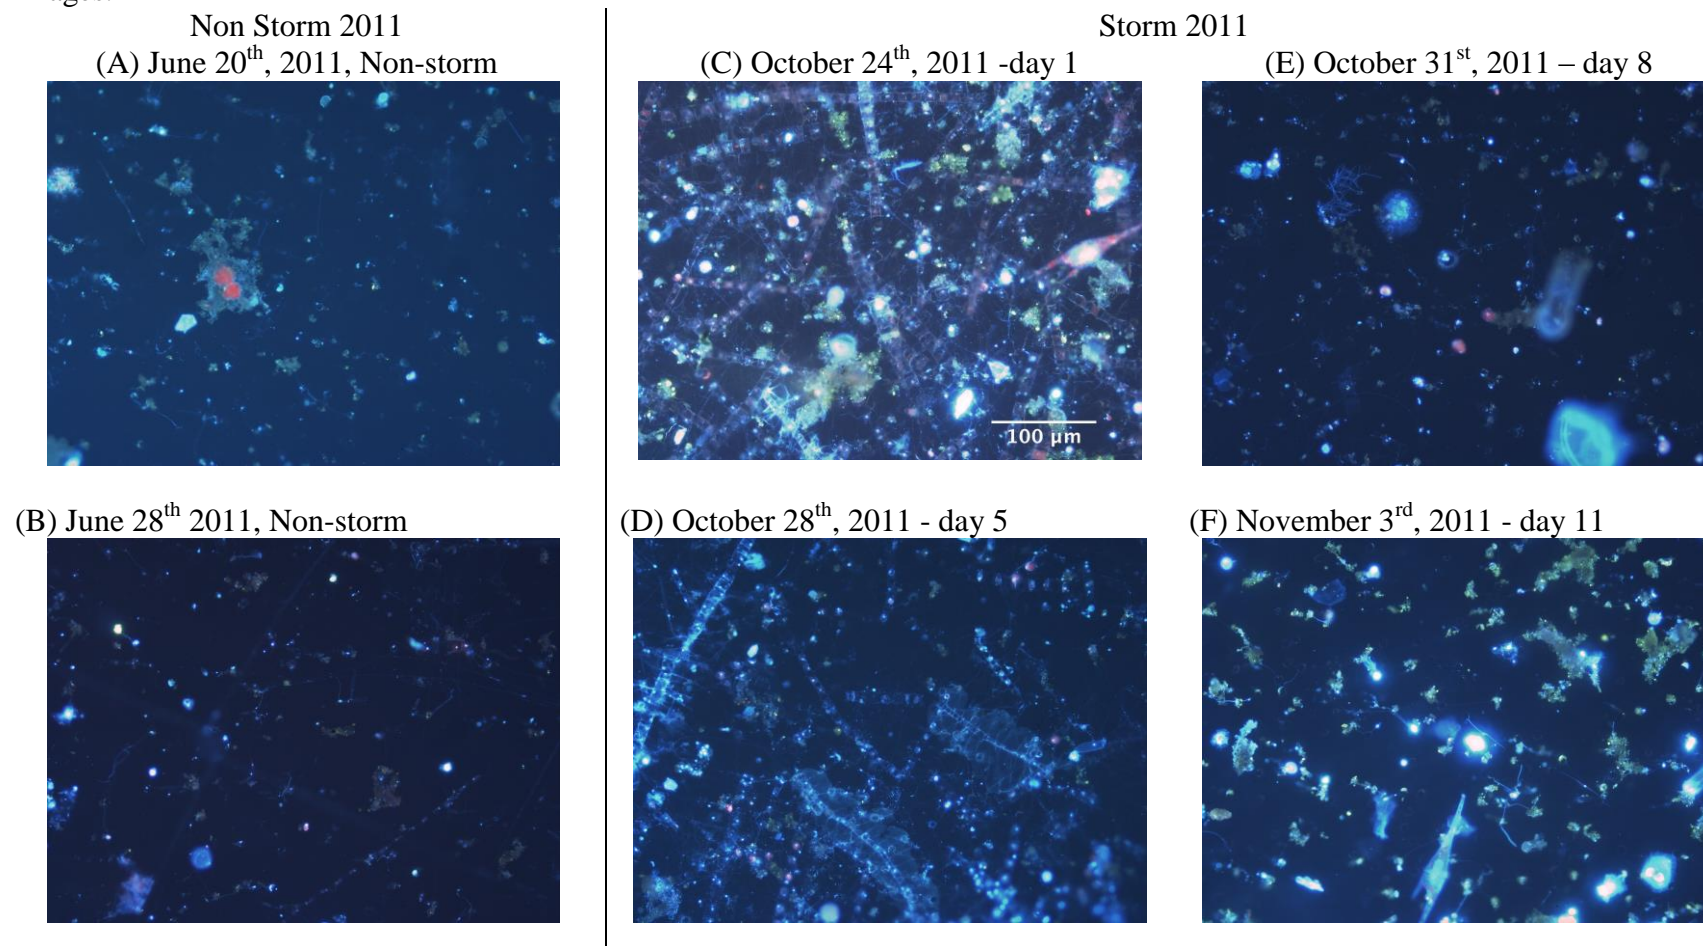 Non Storm 2011
Storm 2011
(A) June 20th, 2011, Non-storm
(C) October 24th, 2011 -day 1
(E) October 31st, 2011 – day 8
100 µm
(B) June 28th 2011, Non-storm
(D) October 28th, 2011 - day 5
(F) November 3rd, 2011 - day 11